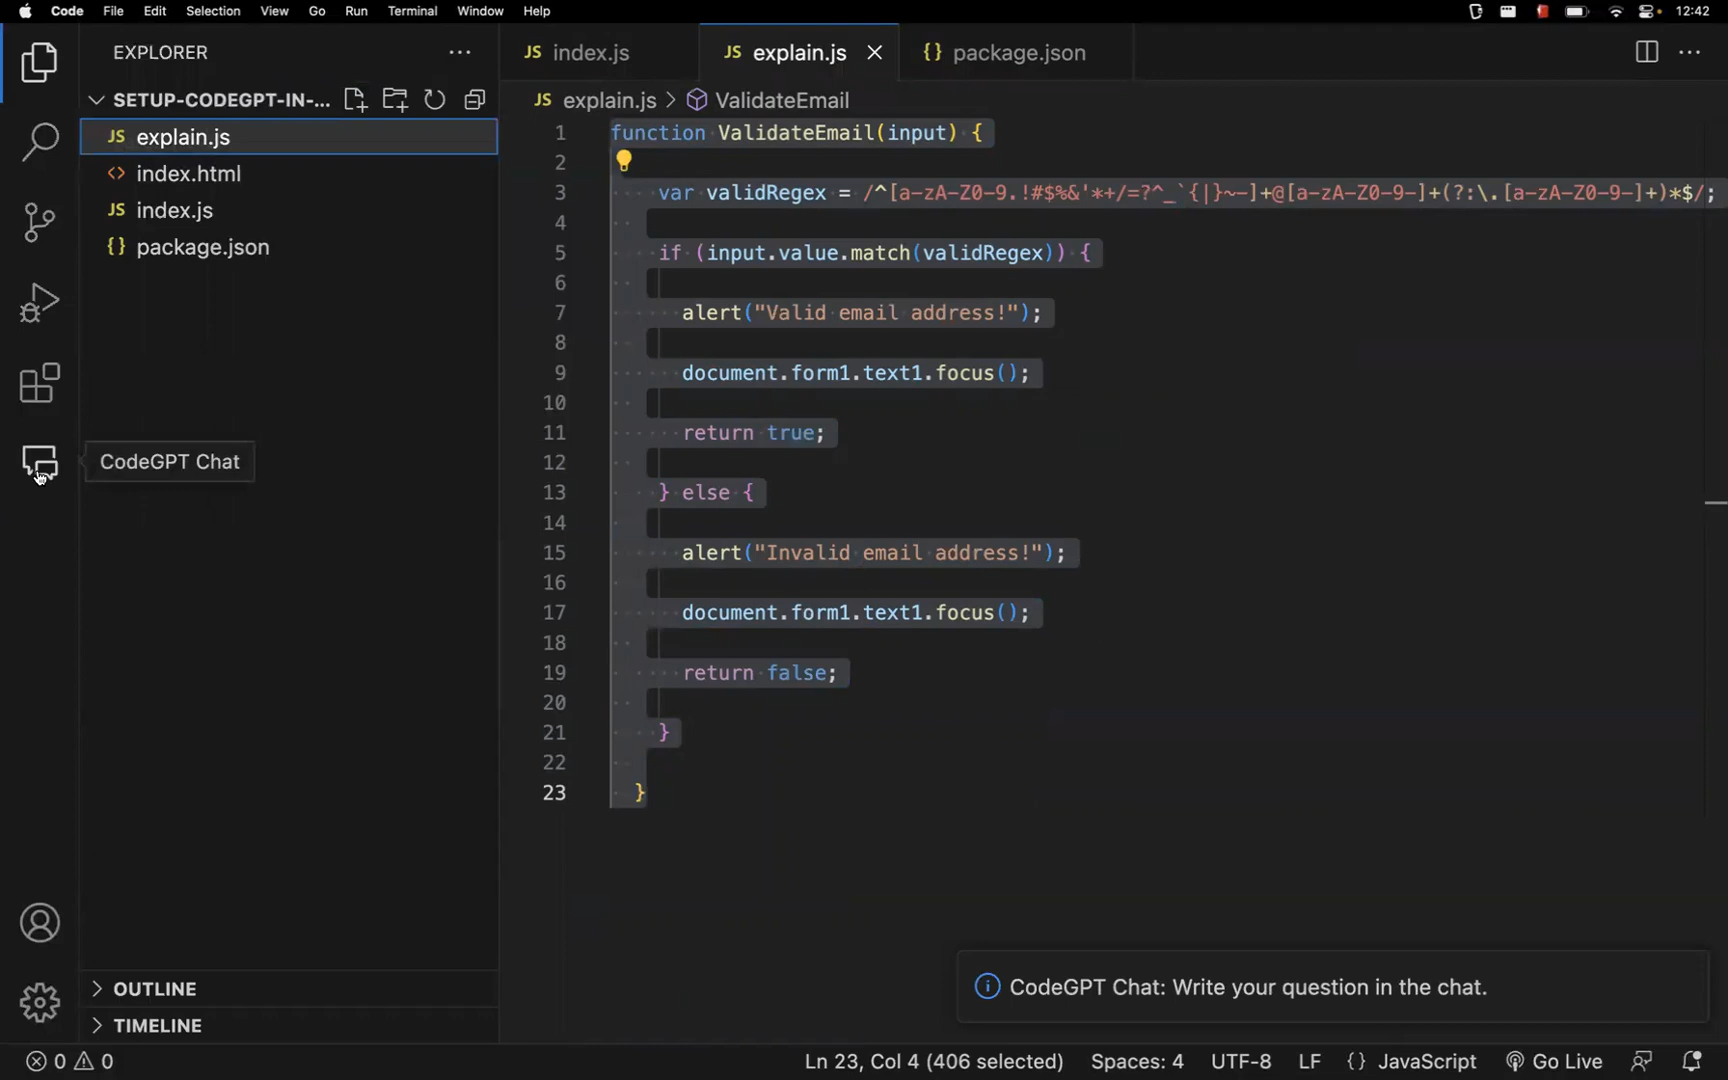 Code File Edit Selection View Go Run Terminal Window Help 12:42
EXPLORER
SETUP-CODEGPT-IN-...
JS explain.js
<> index.html
JS index.js
{} package.json
CodeGPT Chat
OUTLINE
TIMELINE
JS index.js JS explain.js {} package.json
JS explain.js > ValidateEmail
1 function ValidateEmail(input) {
2
3 var validRegex = /^[a-zA-Z0-9.!#$%&'*+/=?^_`{|}~-]+@[a-zA-Z0-9-]+(?:\.[a-zA-Z0-9-]+)*$/;
4
5 if (input.value.match(validRegex)) {
6
7 alert("Valid email address!");
8
9 document.form1.text1.focus();
10
11 return true;
12
13 } else {
14
15 alert("Invalid email address!");
16
17 document.form1.text1.focus();
18
19 return false;
20
21 }
22
23 }
CodeGPT Chat: Write your question in the chat.
0 0 Ln 23, Col 4 (406 selected) Spaces: 4 UTF-8 LF {} JavaScript Go Live